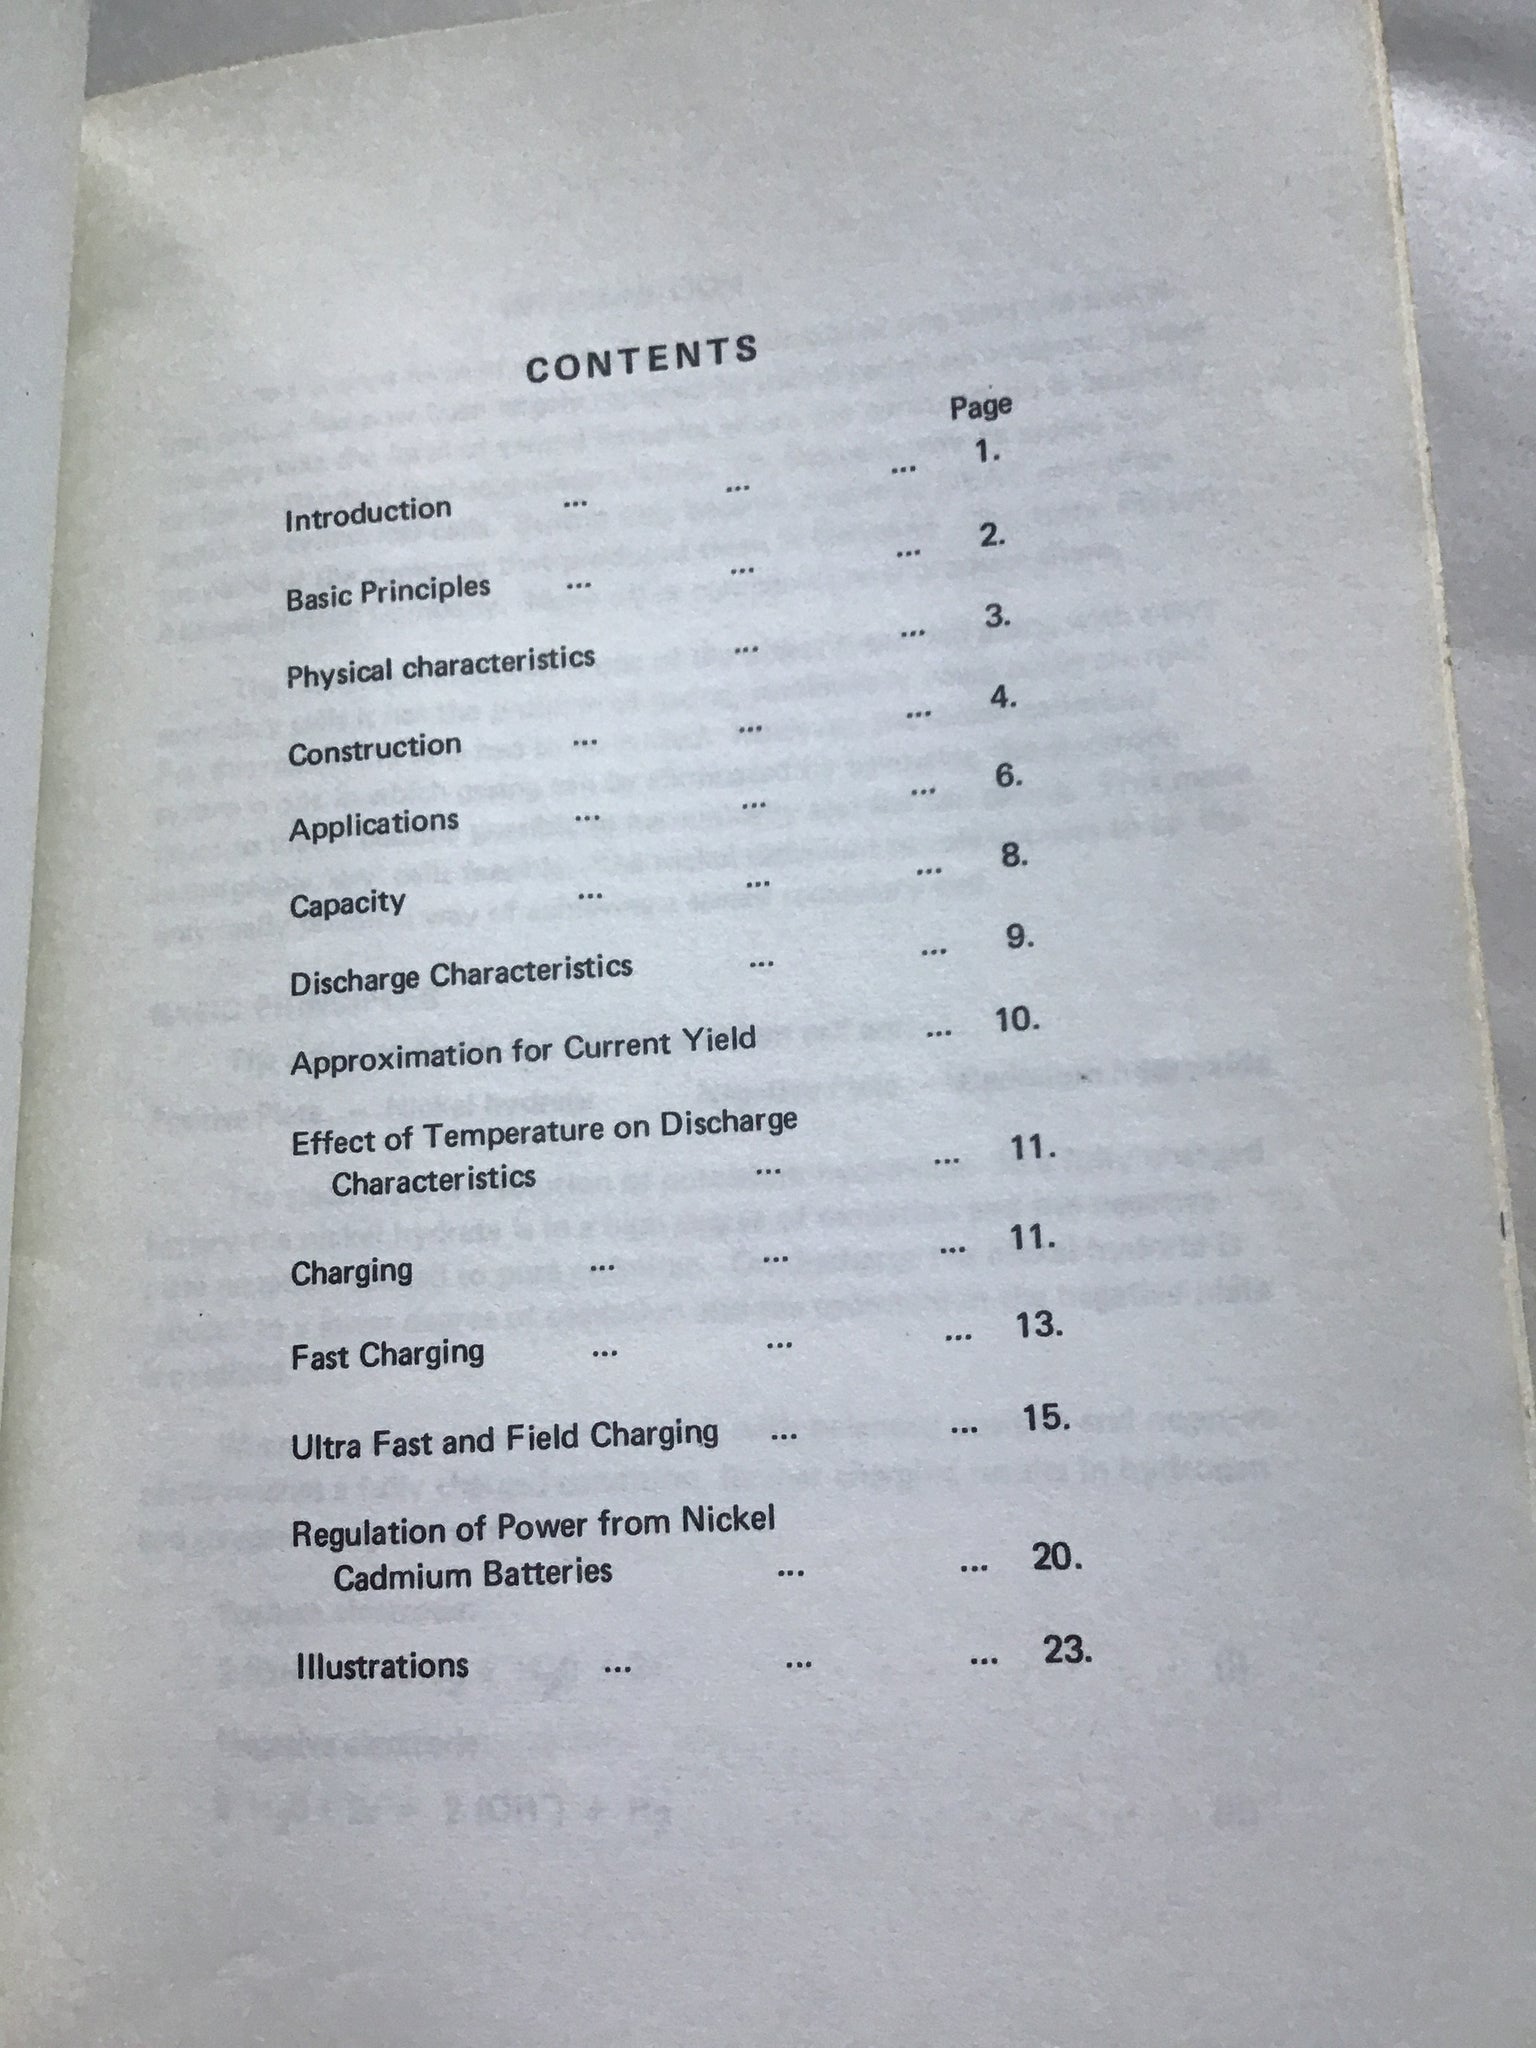 CONTENTS
Page
Introduction ... ... ... 1.
Basic Principles ... ... ... 2.
Physical characteristics ... ... 3.
Construction ... ... ... 4.
Applications ... ... ... 6.
Capacity ... ... ... 8.
Discharge Characteristics ... ... 9.
Approximation for Current Yield ... 10.
Effect of Temperature on Discharge
Characteristics ... ... 11.
Charging ... ... ... 11.
Fast Charging ... ... ... 13.
Ultra Fast and Field Charging ... ... 15.
Regulation of Power from Nickel
Cadmium Batteries ... ... 20.
Illustrations ... ... ... 23.